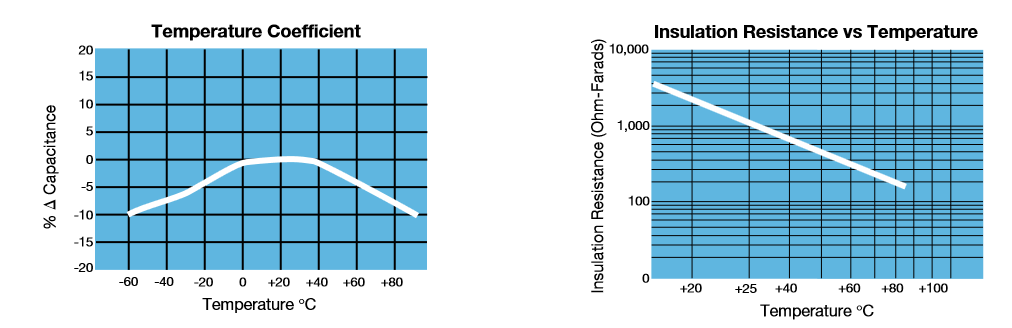 Temperature Coefficient
% Δ Capacitance
20
15
10
5
0
-5
-10
-15
-20
-60 -40 -20 0 +20 +40 +60 +80
Temperature °C
Insulation Resistance vs Temperature
Insulation Resistance (Ohm-Farads)
10,000
1,000
100
0
+20 +25 +40 +60 +80 +100
Temperature °C